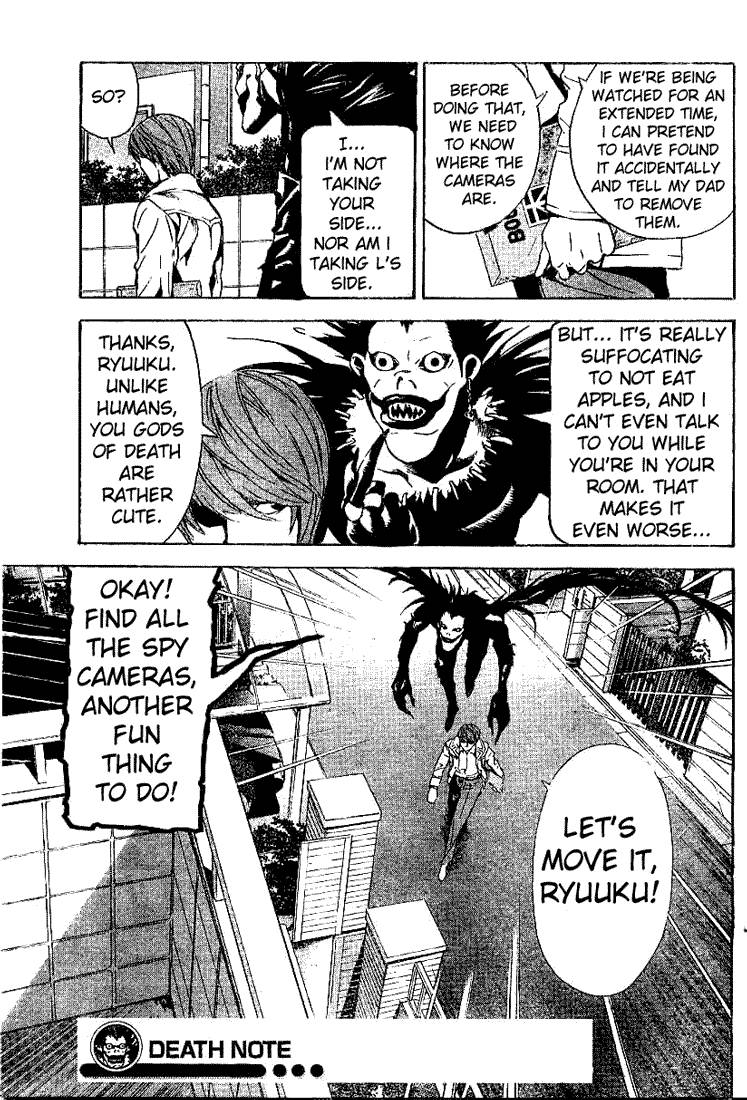 IF WE'RE BEING
WATCHED FOR AN
EXTENDED TIME,
I CAN PRETEND
TO HAVE FOUND
IT ACCIDENTALLY
AND TELL MY DAD
TO REMOVE
THEM.
BEFORE
DOING THAT,
WE NEED
TO KNOW
WHERE THE
CAMERAS
ARE.
BOO
I...
I'M NOT
TAKING
YOUR
SIDE...
NOR AM I
TAKING L'S
SIDE.
SO?
BUT... IT'S REALLY
SUFFOCATING
TO NOT EAT
APPLES, AND I
CAN'T EVEN TALK
TO YOU WHILE
YOU'RE IN YOUR
ROOM. THAT
MAKES IT
EVEN WORSE...
THANKS,
RYUUKU.
UNLIKE
HUMANS,
YOU GODS
OF DEATH
ARE
RATHER
CUTE.
OKAY!
FIND ALL
THE SPY
CAMERAS,
ANOTHER
FUN
THING
TO DO!
LET'S
MOVE IT,
RYUUKU!
DEATH NOTE